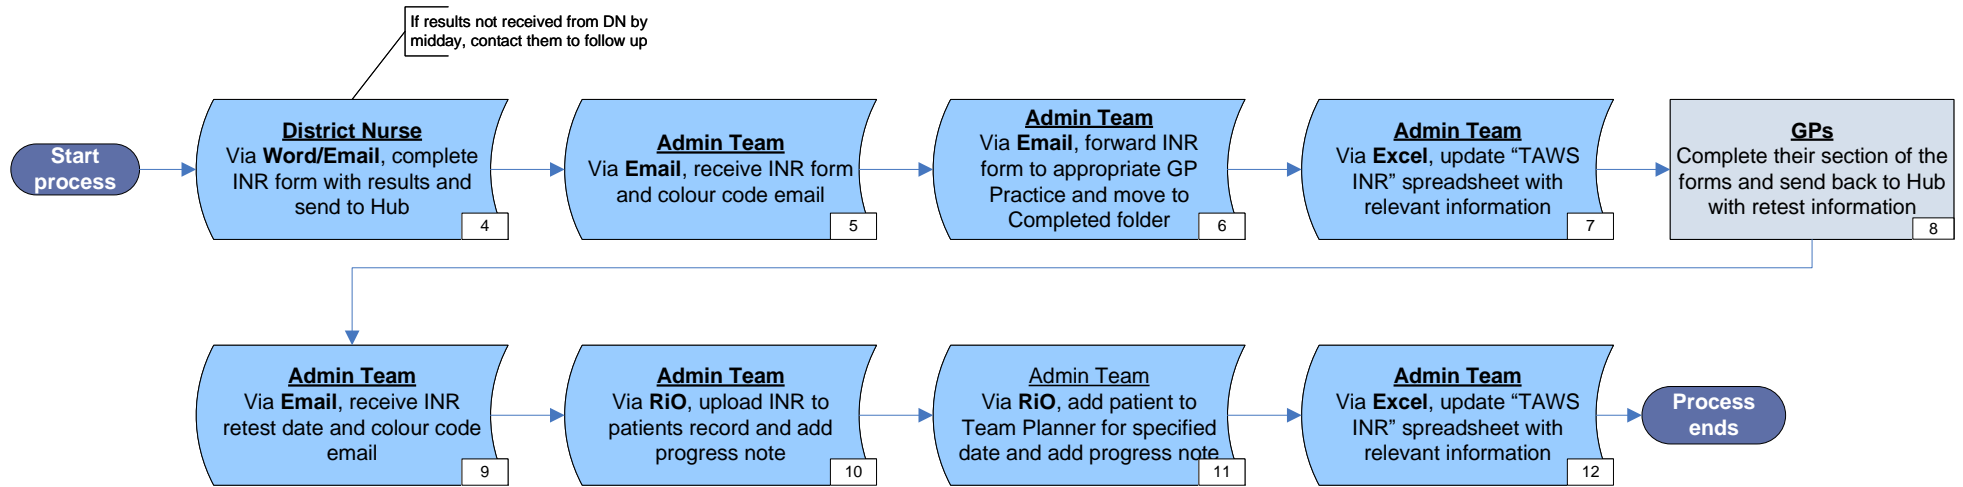 If results not received from DN by
midday, contact them to follow up
Start
process
District Nurse
Via Word/Email, complete
INR form with results and
send to Hub
4
Admin Team
Via Email, receive INR form
and colour code email
5
Admin Team
Via Email, forward INR
form to appropriate GP
Practice and move to
Completed folder
6
Admin Team
Via Excel, update “TAWS
INR” spreadsheet with
relevant information
7
GPs
Complete their section of the
forms and send back to Hub
with retest information
8
Admin Team
Via Email, receive INR
retest date and colour code
email
9
Admin Team
Via RiO, upload INR to
patients record and add
progress note
10
Admin Team
Via RiO, add patient to
Team Planner for specified
date and add progress note
11
Admin Team
Via Excel, update “TAWS
INR” spreadsheet with
relevant information
12
Process
ends